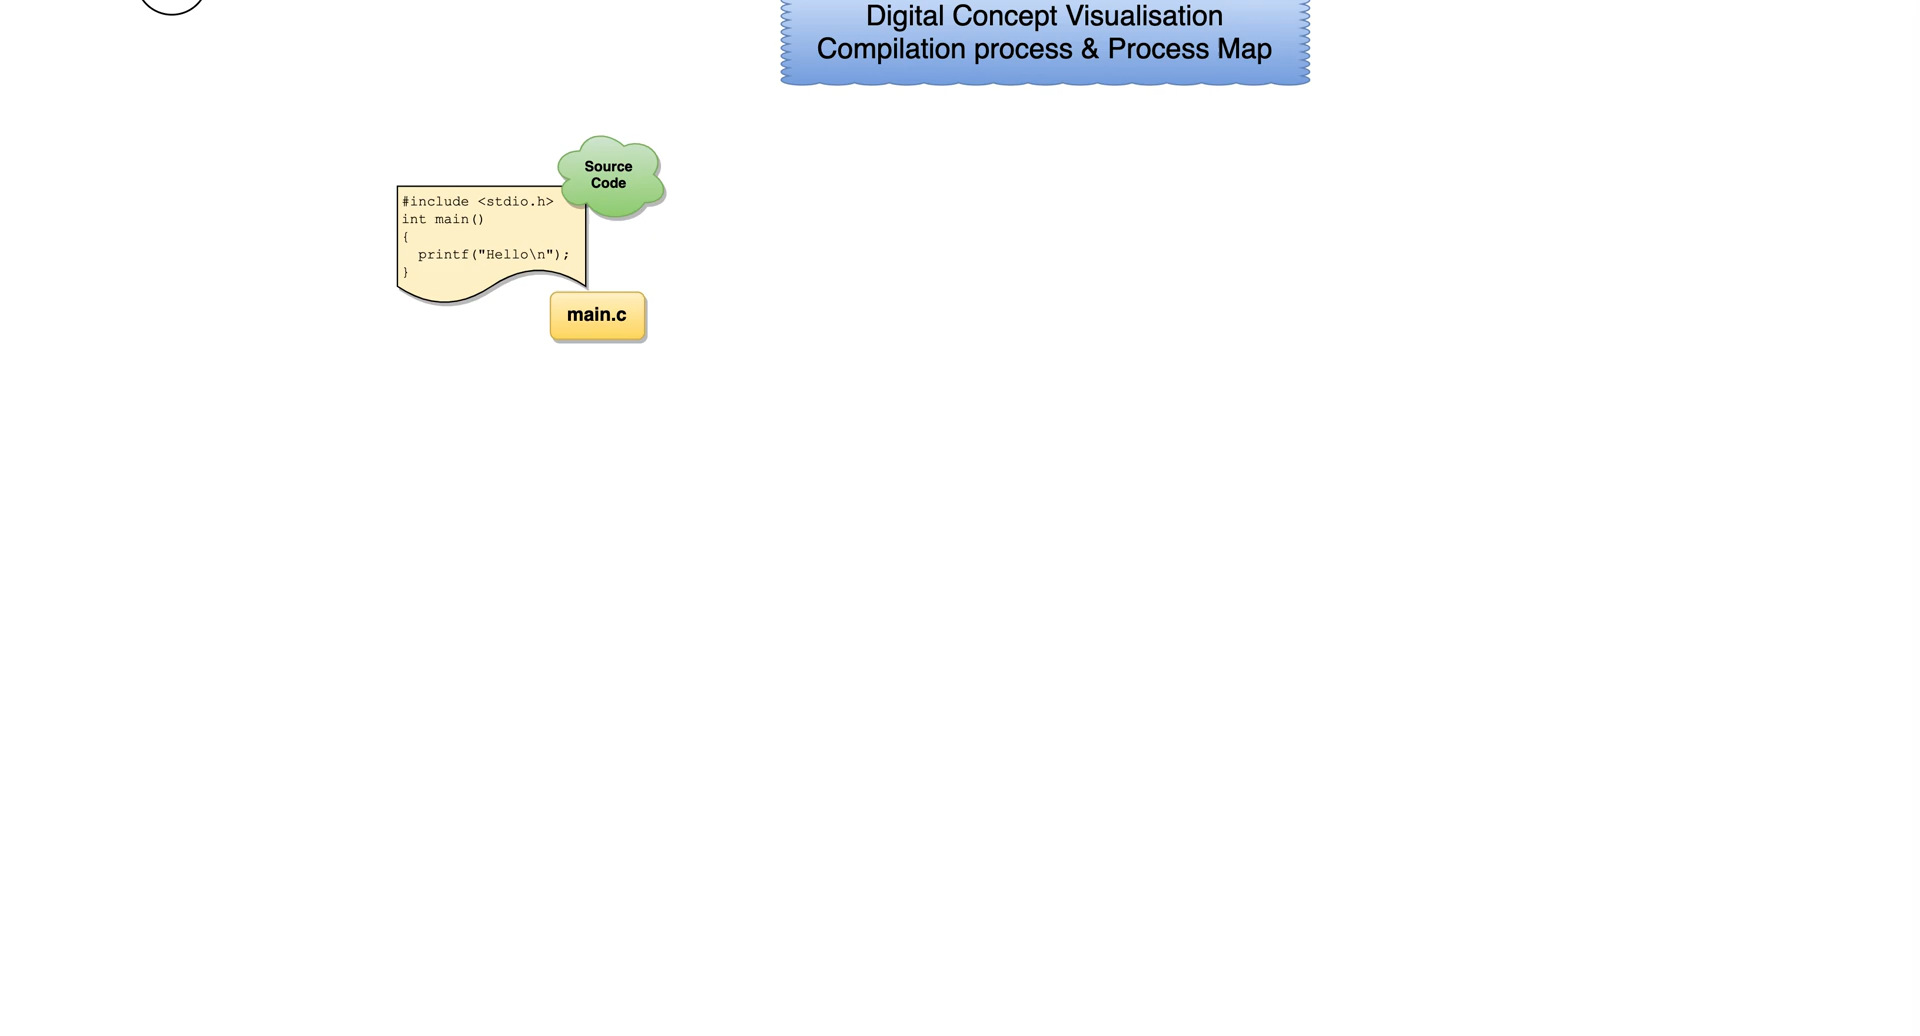 Digital Concept Visualisation
Compilation process & Process Map
Source
Code
#include <stdio.h>
int main()
{
  printf("Hello\n");
}
main.c